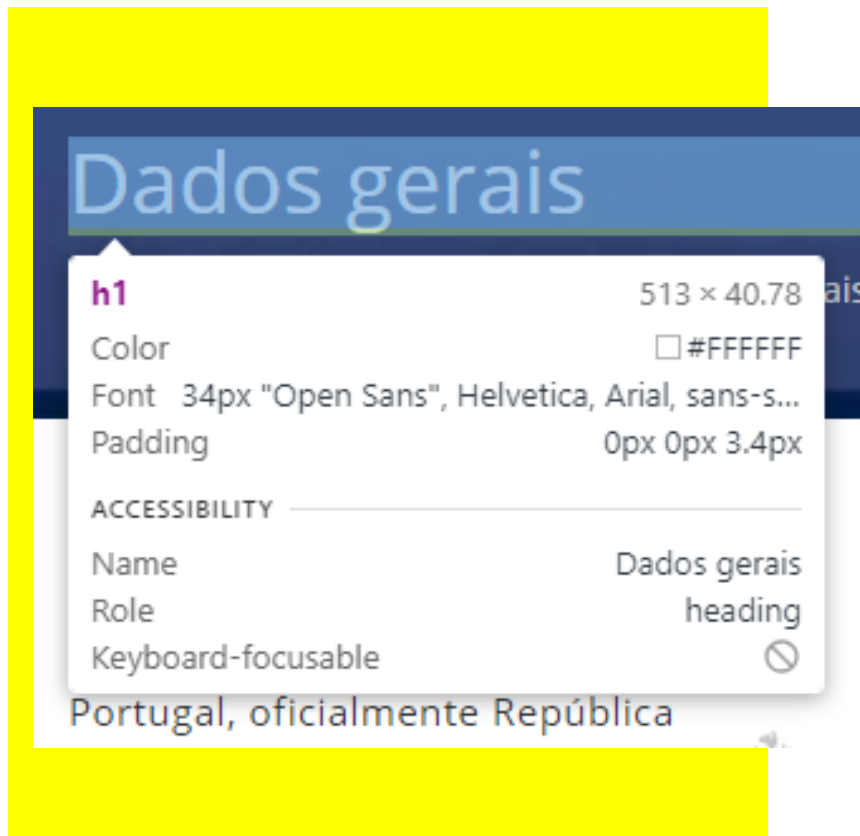 Dados gerais
h1 513 × 40.78
ais
Color #FFFFFF
Font 34px "Open Sans", Helvetica, Arial, sans-s...
Padding 0px 0px 3.4px
ACCESSIBILITY
Name Dados gerais
Role heading
Keyboard-focusable
Portugal, oficialmente República